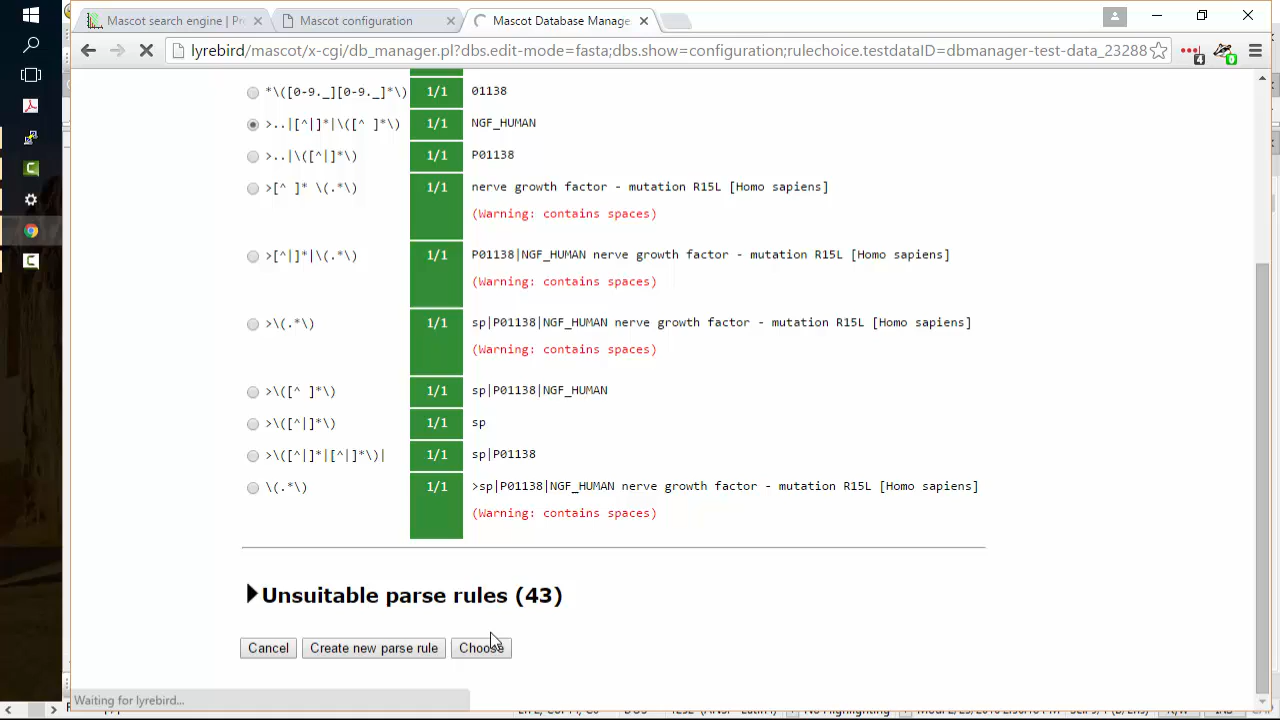 Mascot search engine | Pr
Mascot configuration
Mascot Database Manage
lyrebird/mascot/x-cgi/db_manager.pl?dbs.edit-mode=fasta;dbs.show=configuration;rulechoice.testdataID=dbmanager-test-data_23288
4
0
*\([0-9._][0-9._]*\) 1/1 01138
>..|[^|]*|\([^ ]*\) 1/1 NGF_HUMAN
>..|\([^|]*\) 1/1 P01138
>[^ ]* \(.*\) 1/1 nerve growth factor - mutation R15L [Homo sapiens]
(Warning: contains spaces)
>[^|]*|\(.*\) 1/1 P01138|NGF_HUMAN nerve growth factor - mutation R15L [Homo sapiens]
(Warning: contains spaces)
>\(.*\) 1/1 sp|P01138|NGF_HUMAN nerve growth factor - mutation R15L [Homo sapiens]
(Warning: contains spaces)
>\([^ ]*\) 1/1 sp|P01138|NGF_HUMAN
>\([^|]*\) 1/1 sp
>\([^|]*|[^|]*\)| 1/1 sp|P01138
\(.*\) 1/1 >sp|P01138|NGF_HUMAN nerve growth factor - mutation R15L [Homo sapiens]
(Warning: contains spaces)
Unsuitable parse rules (43)
Cancel Create new parse rule Choose
Waiting for lyrebird...